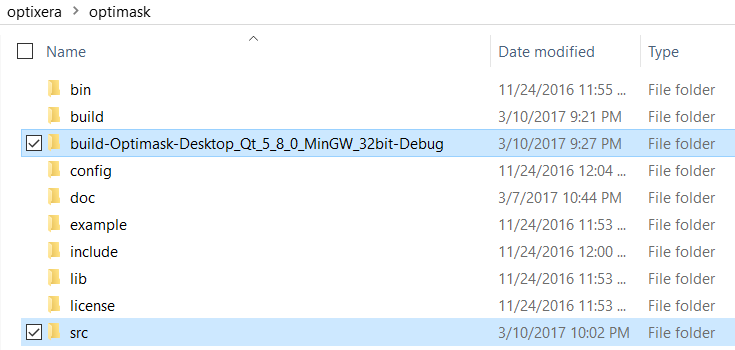 optixera > optimask
Name Date modified Type
bin 11/24/2016 11:55 ... File folder
build 3/10/2017 9:21 PM File folder
build-Optimask-Desktop_Qt_5_8_0_MinGW_32bit-Debug 3/10/2017 9:27 PM File folder
config 11/24/2016 12:04 ... File folder
doc 3/7/2017 10:44 PM File folder
example 11/24/2016 11:53 ... File folder
include 11/24/2016 12:00 ... File folder
lib 11/24/2016 11:53 ... File folder
license 11/24/2016 11:53 ... File folder
src 3/10/2017 10:02 PM File folder